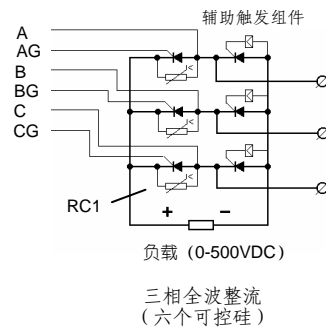 辅助触发组件
A
AG
B
BG
C
CG
RC1
+ −
负载 (0-500VDC)
三相全波整流
(六个可控硅)